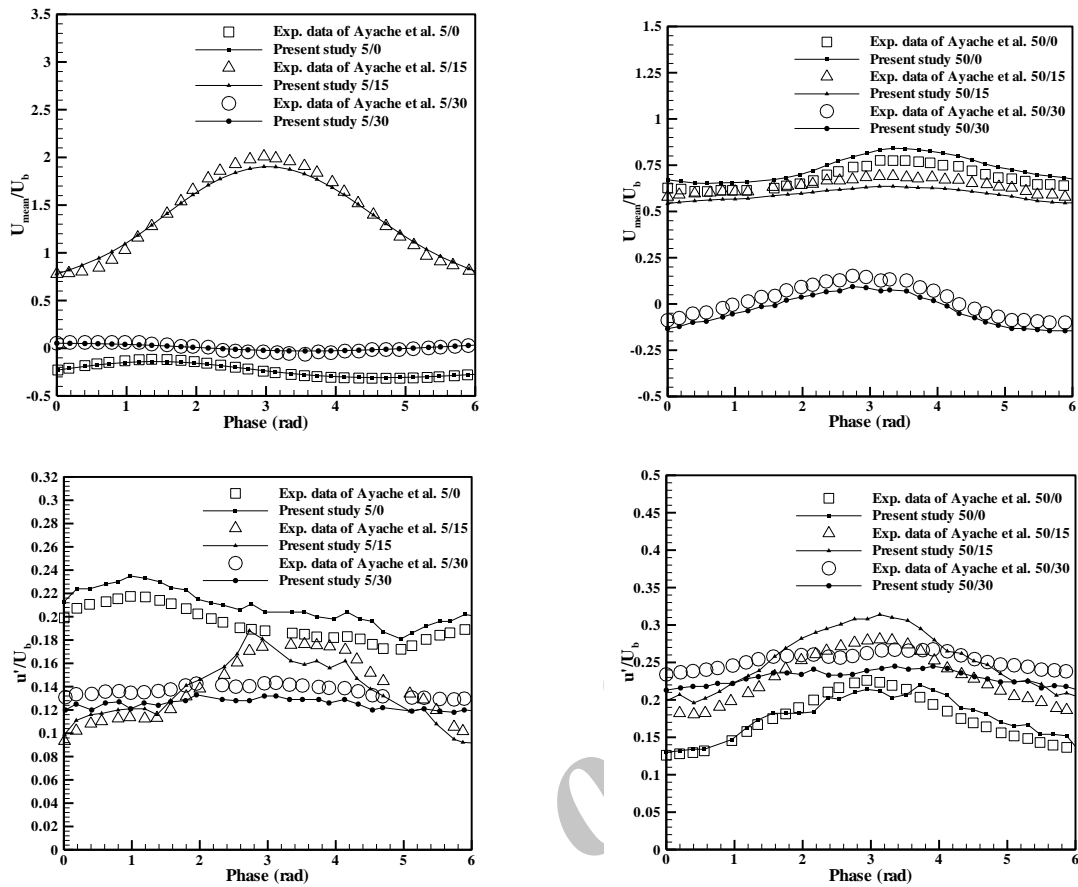 3.5
3
2.5
2
1.5
1
0.5
0
-0.5
U_mean/U_b
Exp. data of Ayache et al. 5/0
Present study 5/0
Exp. data of Ayache et al. 5/15
Present study 5/15
Exp. data of Ayache et al. 5/30
Present study 5/30
0 1 2 3 4 5 6
Phase (rad)
1.5
1.25
1
0.75
0.5
0.25
0
-0.25
-0.5
U_mean/U_b
Exp. data of Ayache et al. 50/0
Present study 50/0
Exp. data of Ayache et al. 50/15
Present study 50/15
Exp. data of Ayache et al. 50/30
Present study 50/30
0 1 2 3 4 5 6
Phase (rad)
0.32
0.3
0.28
0.26
0.24
0.22
0.2
0.18
0.16
0.14
0.12
0.1
0.08
0.06
0.04
0.02
0
u'/U_b
Exp. data of Ayache et al. 5/0
Present study 5/0
Exp. data of Ayache et al. 5/15
Present study 5/15
Exp. data of Ayache et al. 5/30
Present study 5/30
0 1 2 3 4 5 6
Phase (rad)
0.5
0.45
0.4
0.35
0.3
0.25
0.2
0.15
0.1
0.05
0
u'/U_b
Exp. data of Ayache et al. 50/0
Present study 50/0
Exp. data of Ayache et al. 50/15
Present study 50/15
Exp. data of Ayache et al. 50/30
Present study 50/30
0 1 2 3 4 5 6
Phase (rad)